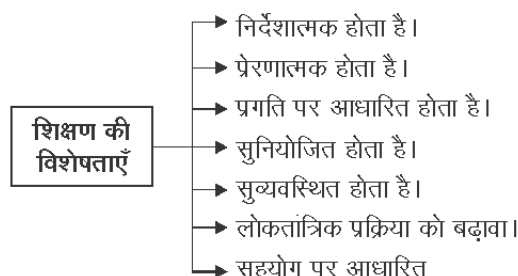 निर्देशात्मक होता है।
प्रेरणात्मक होता है।
प्रगति पर आधारित होता है।
शिक्षण की
विशेषताएँ
सुनियोजित होता है।
सुव्यवस्थित होता है।
लोकतांत्रिक प्रक्रिया को बढ़ावा।
सहयोग पर आधारित